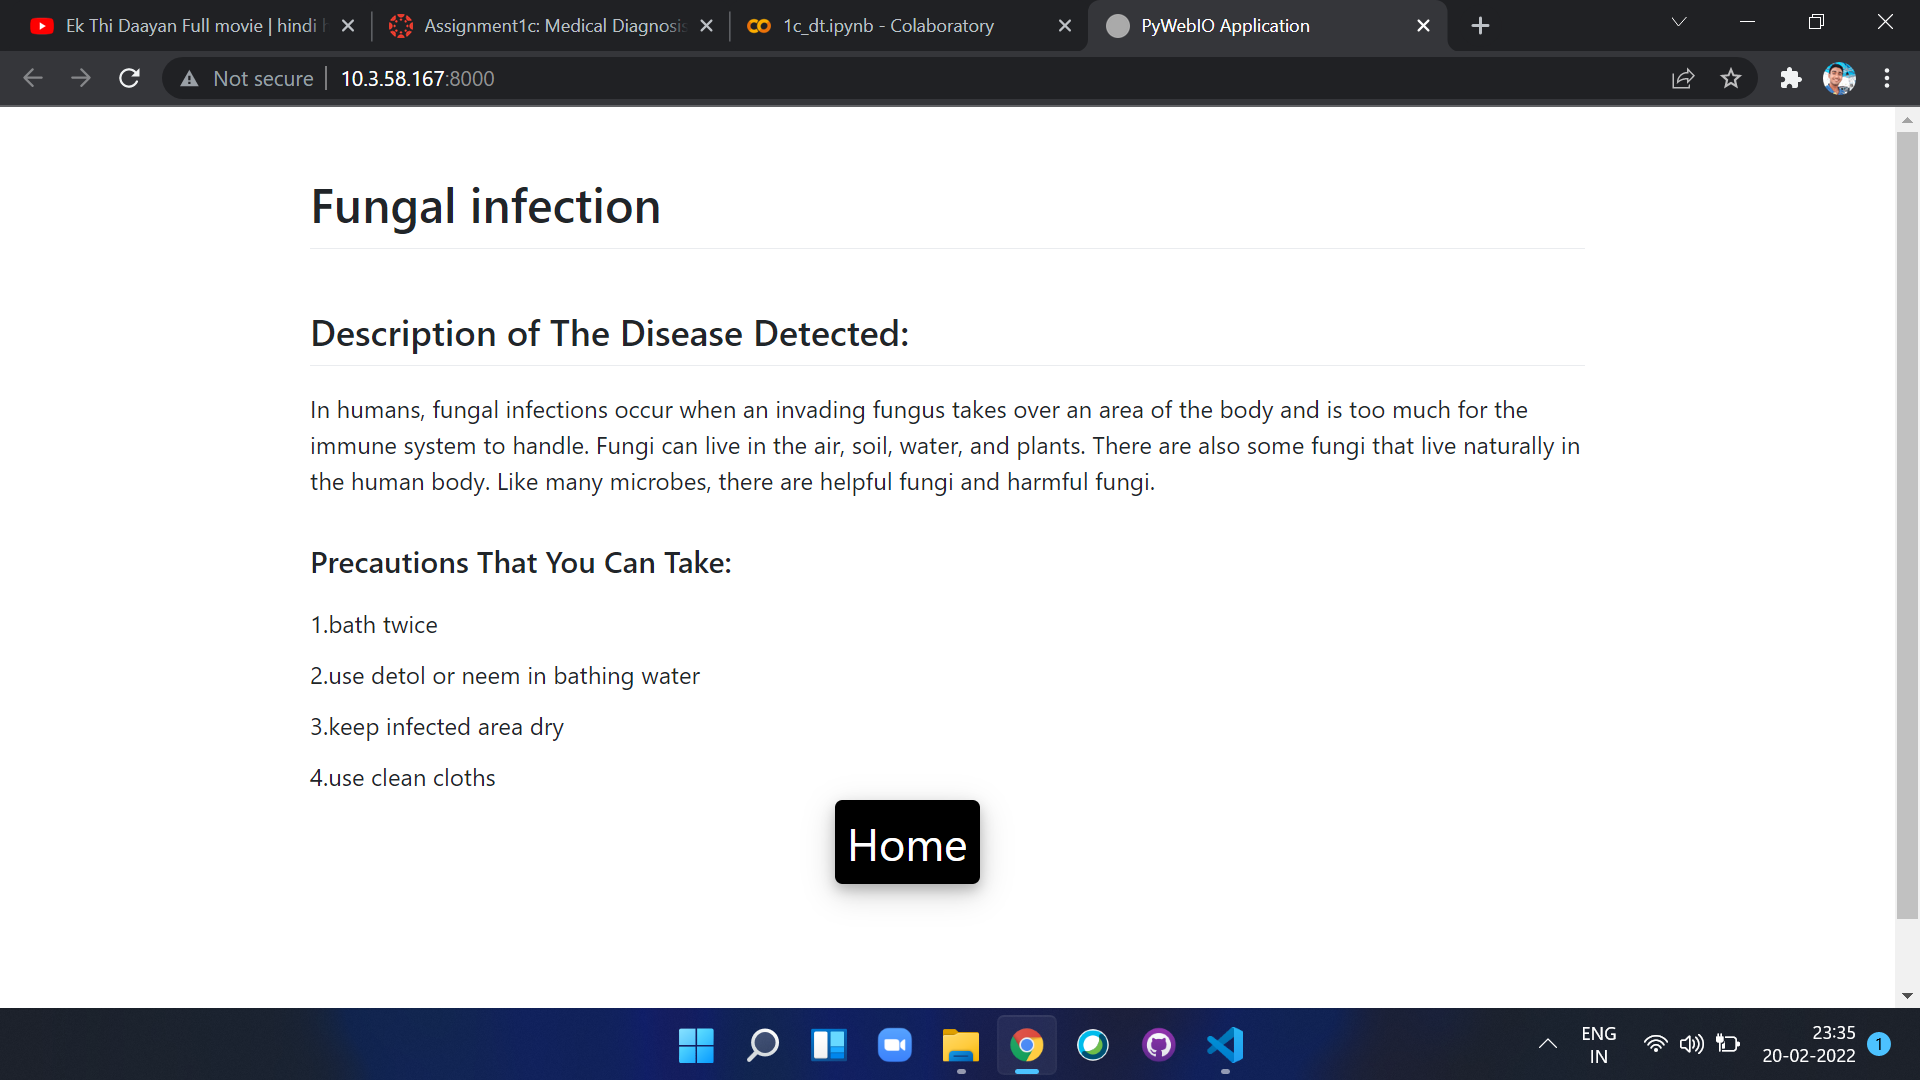 Ek Thi Daayan Full movie | hindi h
Assignment1c: Medical Diagnosis
1c_dt.ipynb - Colaboratory
PyWebIO Application
Not secure
10.3.58.167:8000
Fungal infection
Description of The Disease Detected:
In humans, fungal infections occur when an invading fungus takes over an area of the body and is too much for the
immune system to handle. Fungi can live in the air, soil, water, and plants. There are also some fungi that live naturally in
the human body. Like many microbes, there are helpful fungi and harmful fungi.
Precautions That You Can Take:
1.bath twice
2.use detol or neem in bathing water
3.keep infected area dry
4.use clean cloths
Home
ENG
IN
23:35
20-02-2022
1